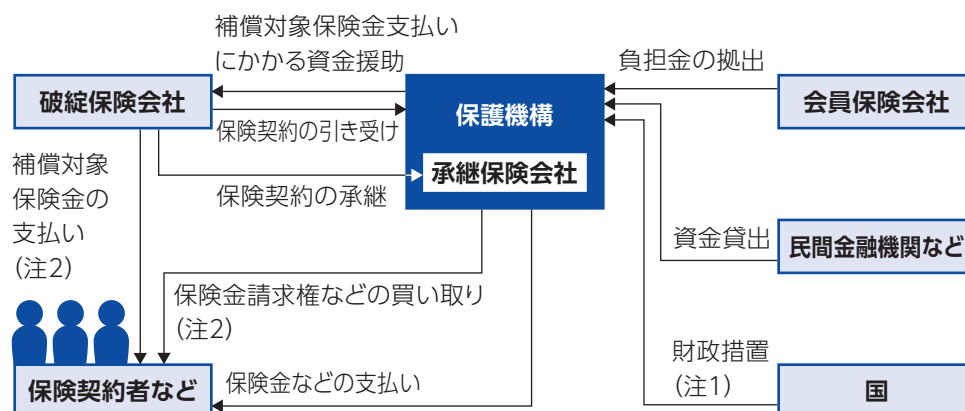 補償対象保険金支払い
にかかる資金援助
負担金の拠出
破綻保険会社
保護機構
会員保険会社
保険契約の引き受け
承継保険会社
補償対象
保険金の
支払い
(注2)
保険契約の承継
資金貸出
民間金融機関など
保険金請求権などの買い取り
(注2)
財政措置
(注1)
保険契約者など
保険金などの支払い
国